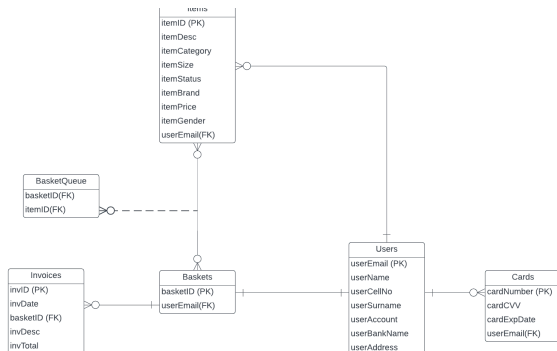 Items
itemID (PK)
itemDesc
itemCategory
itemSize
itemStatus
itemBrand
itemPrice
itemGender
userEmail(FK)
BasketQueue
basketID(FK)
itemID(FK)
Invoices
invID (PK)
invDate
basketID (FK)
invDesc
invTotal
Baskets
basketID (PK)
userEmail(FK)
Users
userEmail (PK)
userName
userCellNo
userSurname
userAccount
userBankName
userAddress
Cards
cardNumber (PK)
cardCVV
cardExpDate
userEmail(FK)